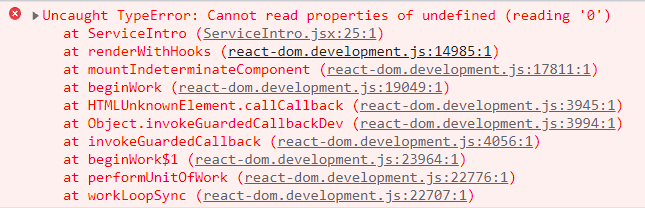 Uncaught TypeError: Cannot read properties of undefined (reading '0')
at ServiceIntro (ServiceIntro.jsx:25:1)
at renderWithHooks (react-dom.development.js:14985:1)
at mountIndeterminateComponent (react-dom.development.js:17811:1)
at beginWork (react-dom.development.js:19049:1)
at HTMLUnknownElement.callCallback (react-dom.development.js:3945:1)
at Object.invokeGuardedCallbackDev (react-dom.development.js:3994:1)
at invokeGuardedCallback (react-dom.development.js:4056:1)
at beginWork$1 (react-dom.development.js:23964:1)
at performUnitOfWork (react-dom.development.js:22776:1)
at workLoopSync (react-dom.development.js:22707:1)